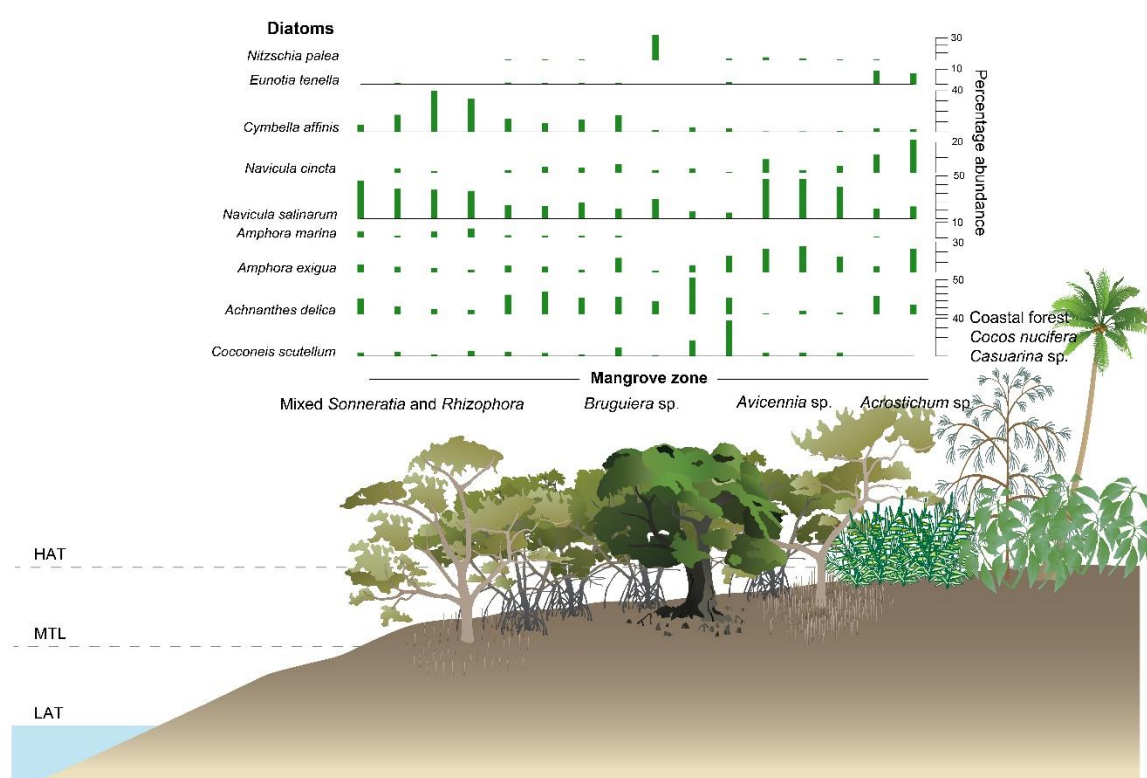 Diatoms
Nitzschia palea
30
Eunotia tenella
10
Percentage abundance
40
Cymbella affinis
Navicula cincta
20
50
Navicula salinarum
Amphora marina
10
Amphora exigua
30
Achnanthes delica
50
Cocconeis scutellum
40
Coastal forest
Cocos nucifera
Casuarina sp.
Mangrove zone
Mixed Sonneratia and Rhizophora
Bruguiera sp.
Avicennia sp.
Acrostichum sp
HAT
MTL
LAT